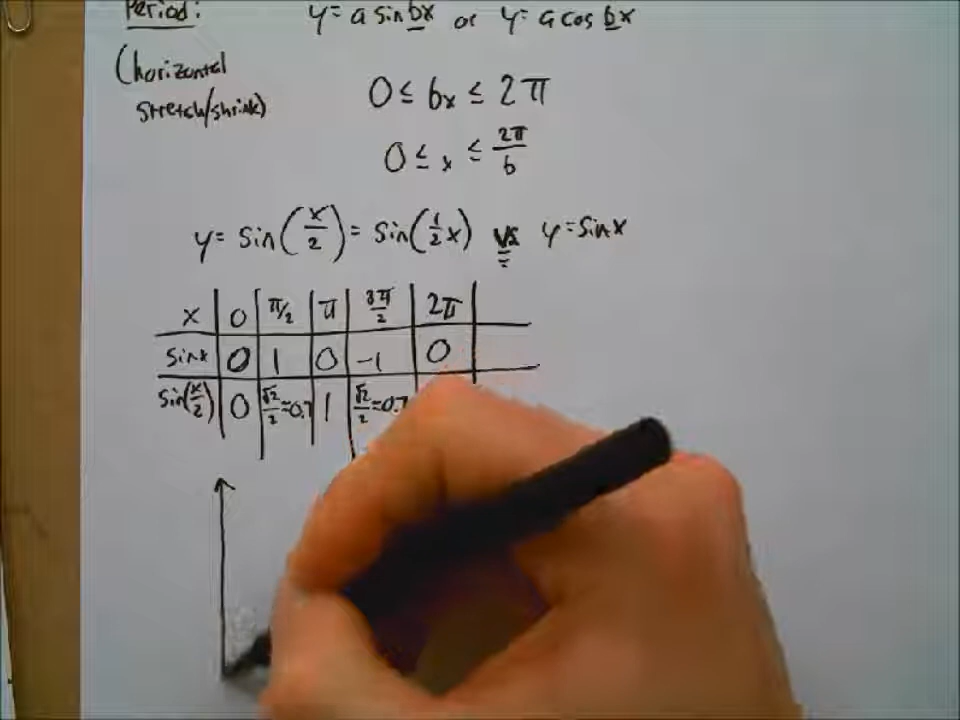 Period: y = a sin bx or y = a cos bx
(horizontal
stretch/shrink)
0 ≤ bx ≤ 2π
0 ≤ x ≤ 2π/b
y = sin(x/2) = sin(1/2 x) vs y = sin x
x 0 π/2 π 3π/2 2π
sin x 0 1 0 -1 0
sin(x/2) 0 √2/2 ≈ 0.7 1 √2/2 ≈ 0.7